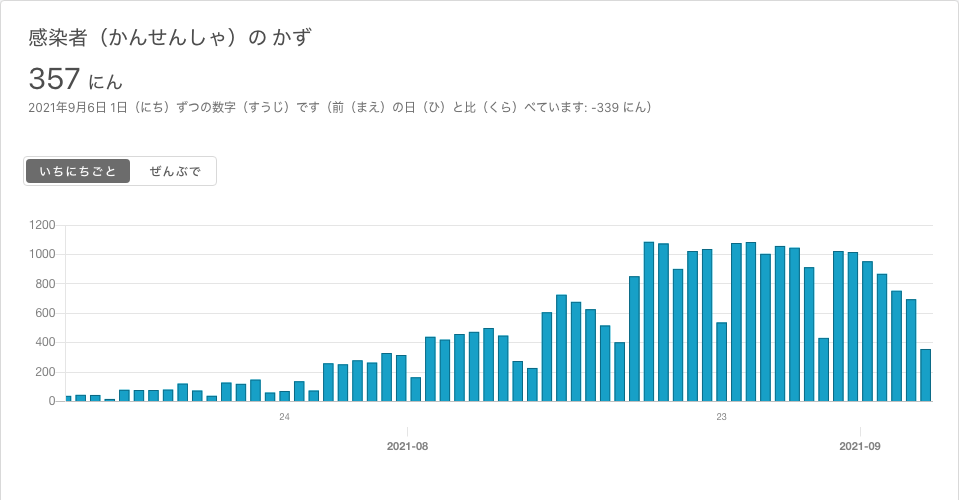 感染者（かんせんしゃ）の かず
357 にん
2021年9月6日 1日（にち）ずつの数字（すうじ）です（前（まえ）の日（ひ）と比（くら）べています: -339 にん）
いちにちごと ぜんぶで
1200
1000
800
600
400
200
0
24 23
2021-08 2021-09